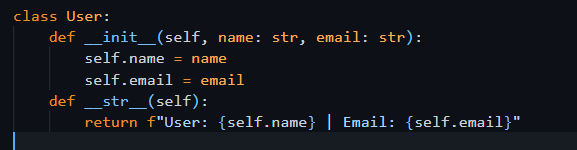 class User:
    def __init__(self, name: str, email: str):
        self.name = name
        self.email = email
    def __str__(self):
        return f"User: {self.name} | Email: {self.email}"